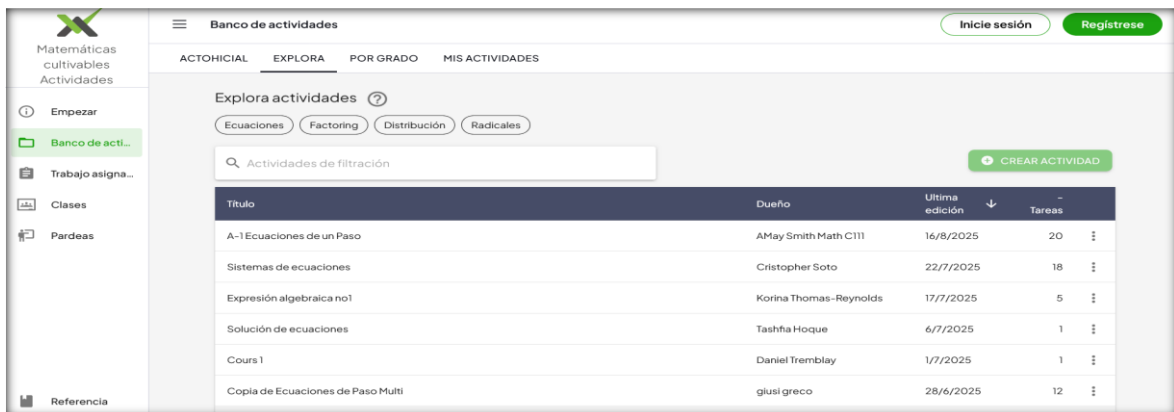 Banco de actividades
Inicie sesión
Regístrese
Matemáticas
cultivables
Actividades
ACTOHICIAL EXPLORA POR GRADO MIS ACTIVIDADES
Empezar
Banco de acti...
Trabajo asigna...
Clases
Pardeas
Referencia
Explora actividades
Ecuaciones Factoring Distribución Radicales
Actividades de filtración
CREAR ACTIVIDAD
Título Dueño Ultima edición - Tareas
A-1 Ecuaciones de un Paso AMay Smith Math C111 16/8/2025 20
Sistemas de ecuaciones Cristopher Soto 22/7/2025 18
Expresión algebraica no1 Korina Thomas-Reynolds 17/7/2025 5
Solución de ecuaciones Tashfia Hoque 6/7/2025 1
Cours 1 Daniel Tremblay 1/7/2025 1
Copia de Ecuaciones de Paso Multi giusi greco 28/6/2025 12